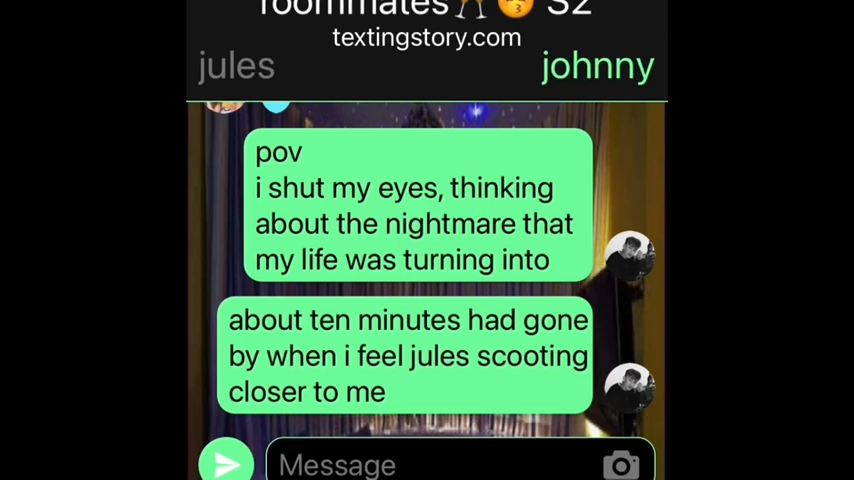 roommates🥂😚 S2
textingstory.com
jules johnny
pov
i shut my eyes, thinking
about the nightmare that
my life was turning into
about ten minutes had gone
by when i feel jules scooting
closer to me
Message